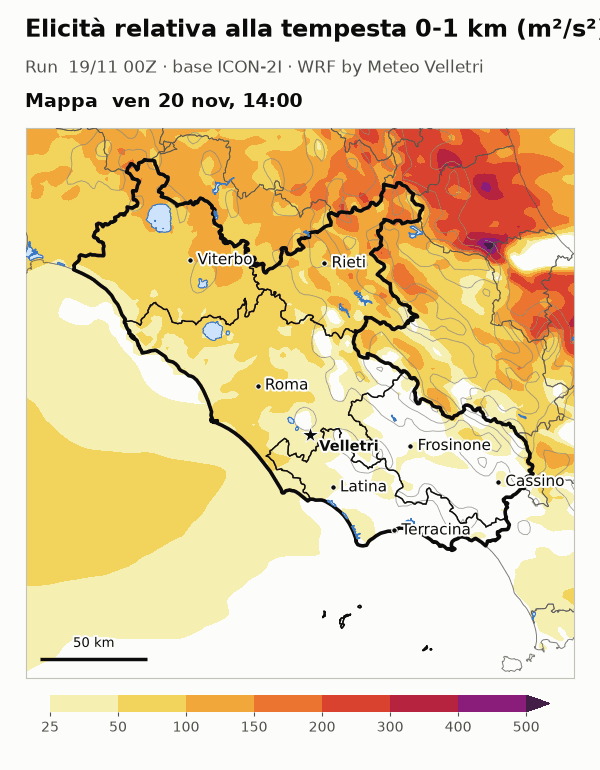 Elicità relativa alla tempesta 0-1 km (m²/s²)
Run 19/11 00Z · base ICON-2I · WRF by Meteo Velletri
Mappa ven 20 nov, 14:00
Viterbo
Rieti
Roma
Velletri
Frosinone
Latina
Cassino
Terracina
50 km
25 50 100 150 200 300 400 500